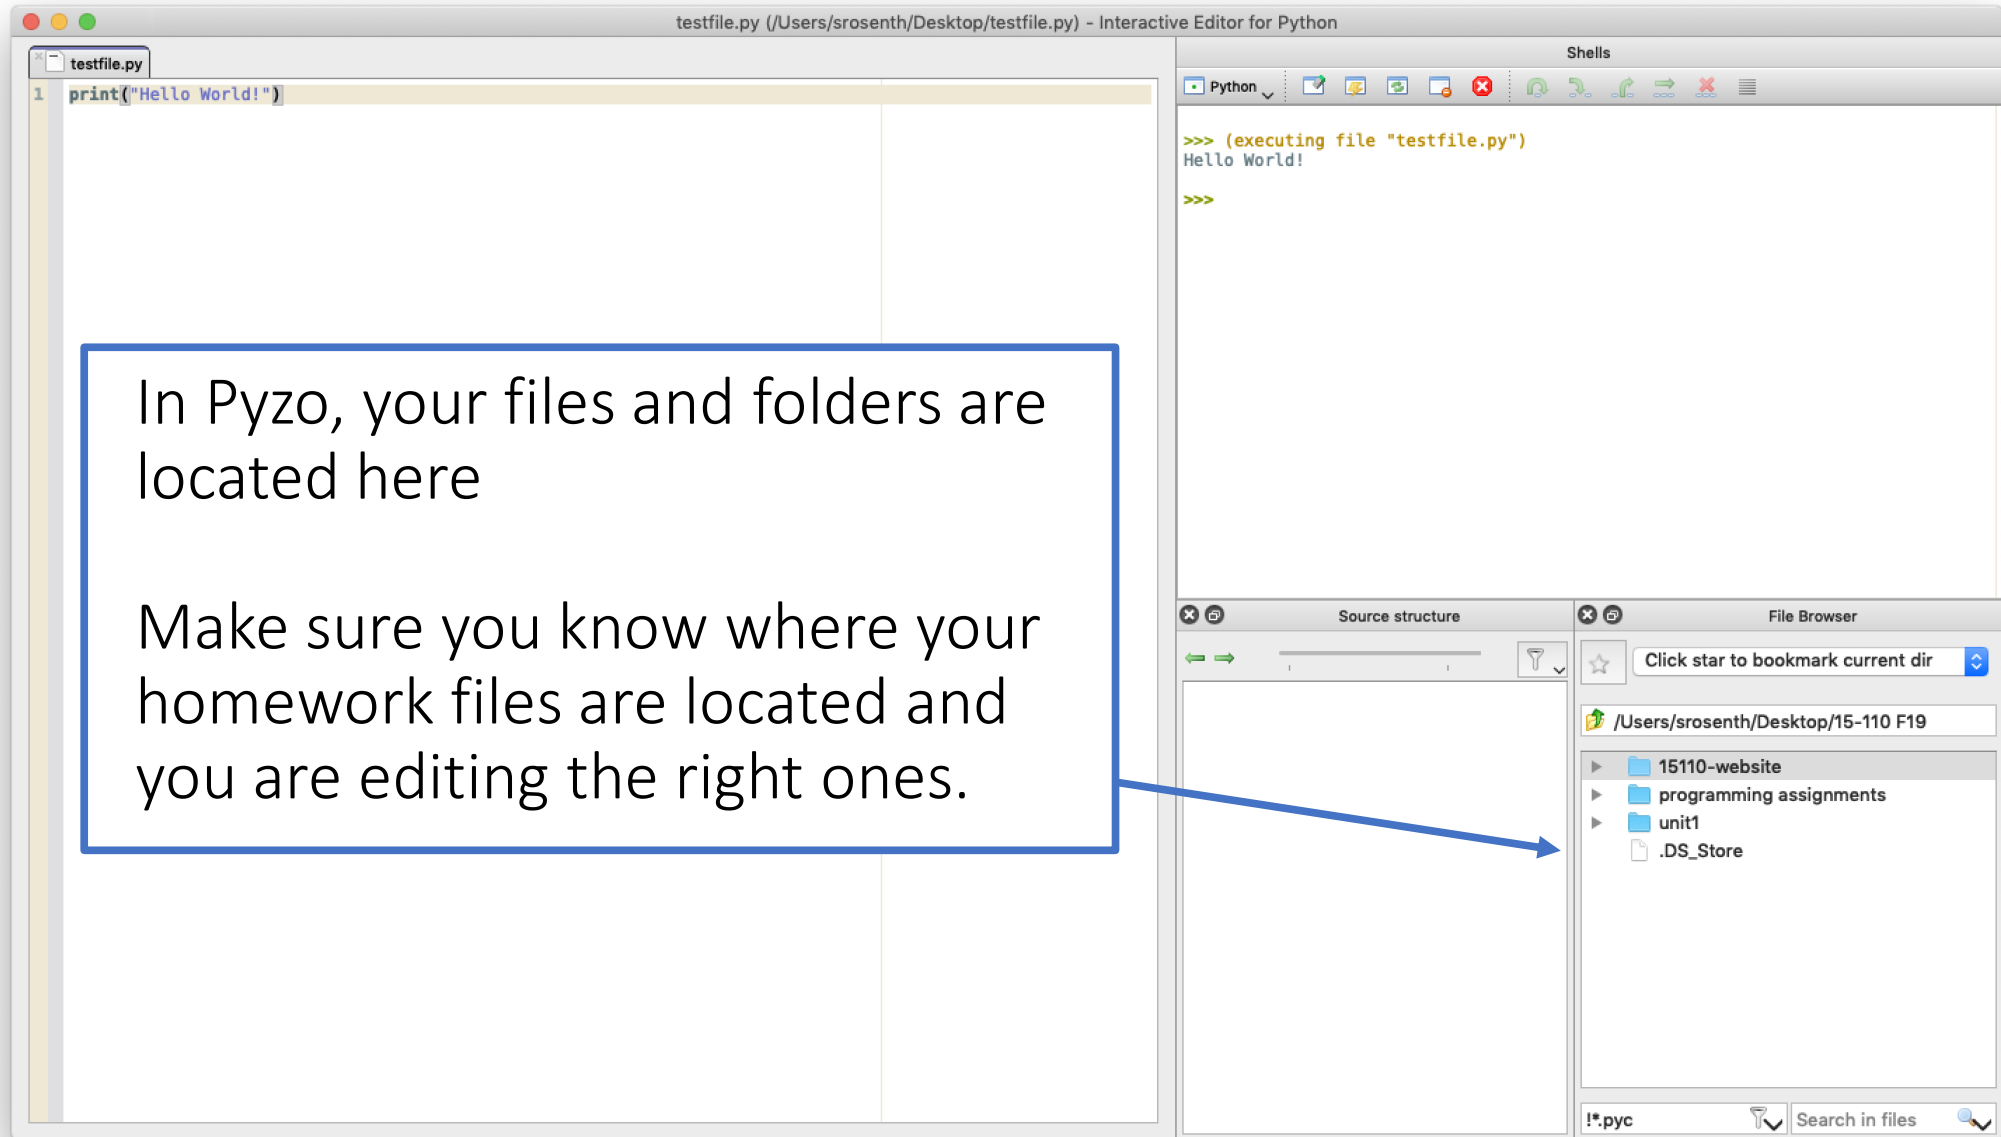 testfile.py (/Users/srosenth/Desktop/testfile.py) - Interactive Editor for Python
testfile.py
1 print("Hello World!")
In Pyzo, your files and folders are
located here
Make sure you know where your
homework files are located and
you are editing the right ones.
Shells
Python
>>> (executing file "testfile.py")
Hello World!
>>>
Source structure
File Browser
Click star to bookmark current dir
/Users/srosenth/Desktop/15-110 F19
15110-website
programming assignments
unit1
.DS_Store
!*.pyc
Search in files